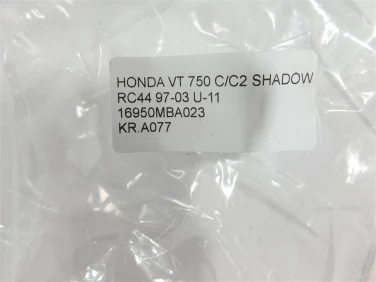 HONDA VT 750 C/C2 SHADOW
RC44 97-03 U-11
16950MBA023
KR.A077